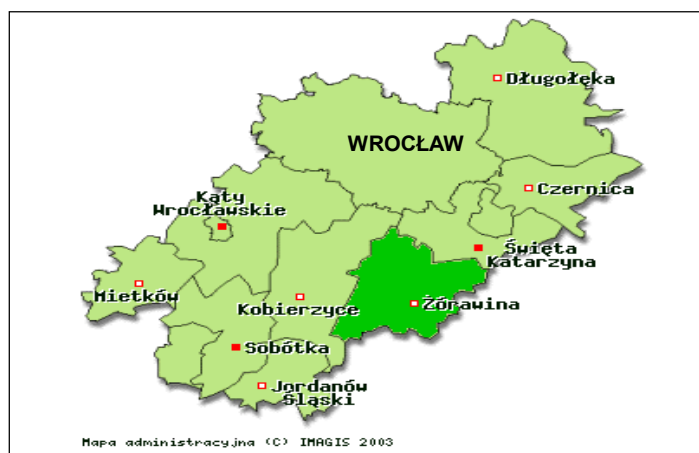 Długołęka
WROCŁAW
Czernica
Kąty
Wrocławskie
Święta
Katarzyna
Mietków
Kobierzyce
Żórawina
Sobótka
Jordanów
Śląski
Mapa administracyjna (C) IMAGIS 2003